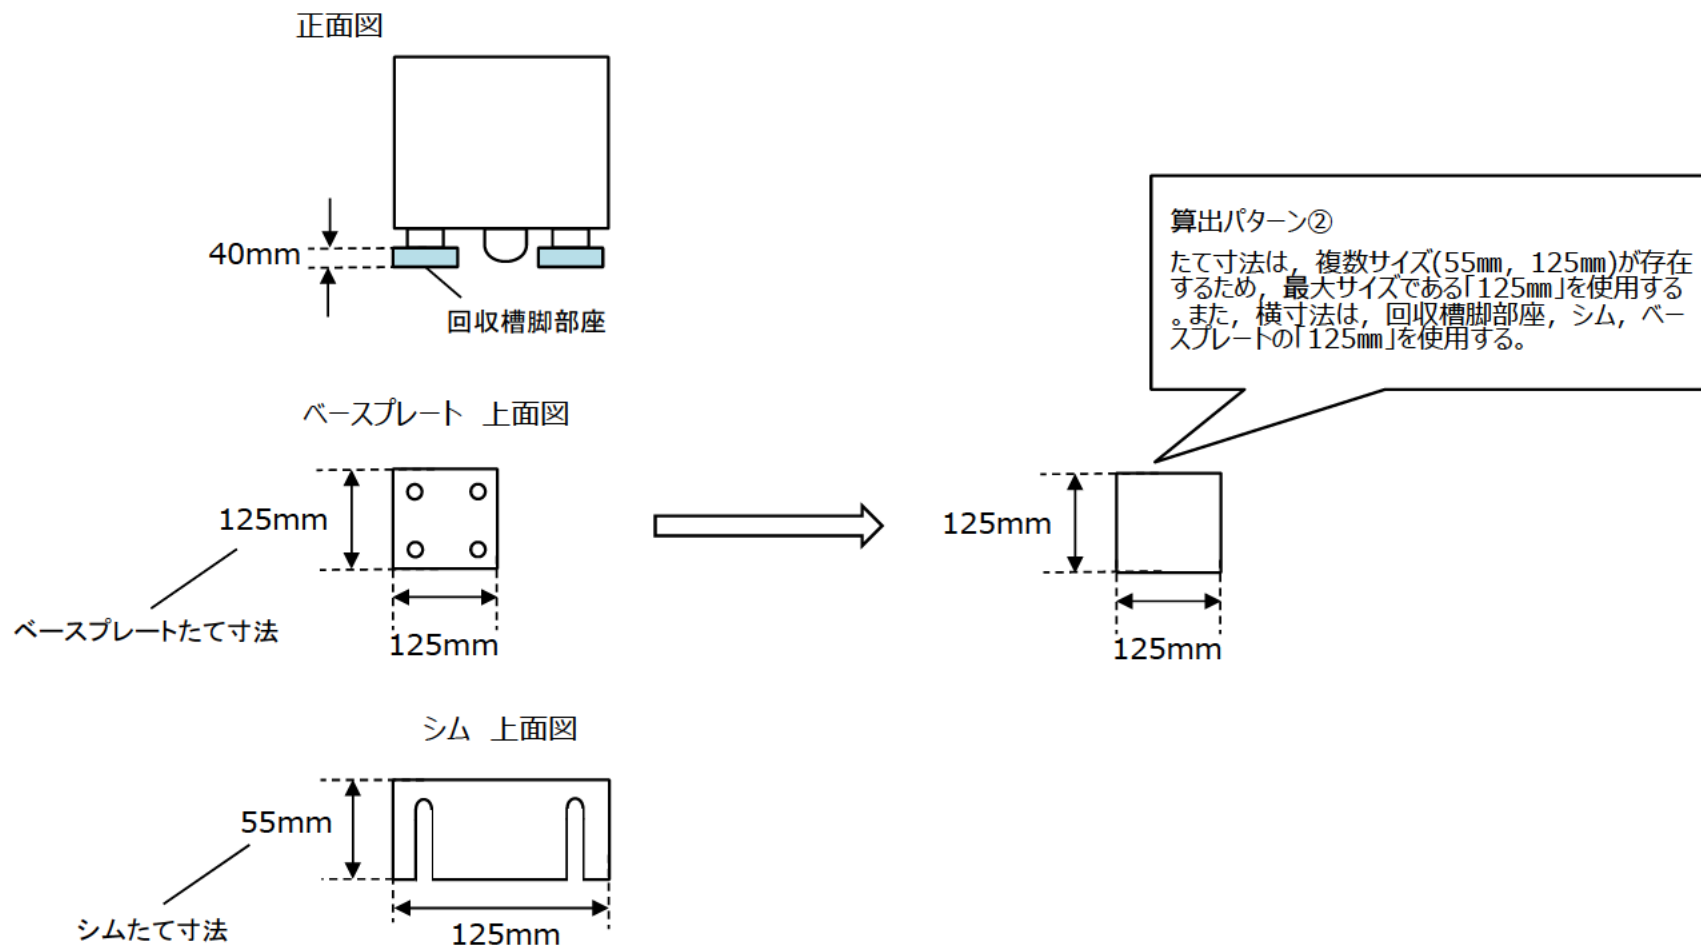 正面図
40mm
回収槽脚部座
算出パターン②
たて寸法は，複数サイズ(55㎜，125㎜)が存在
するため，最大サイズである「125㎜」を使用する
。また，横寸法は，回収槽脚部座，シム，ベー
スプレートの「125㎜」を使用する。
ベースプレート 上面図
125mm
ベースプレートたて寸法
125mm
125mm
125mm
シム 上面図
55mm
シムたて寸法
125mm